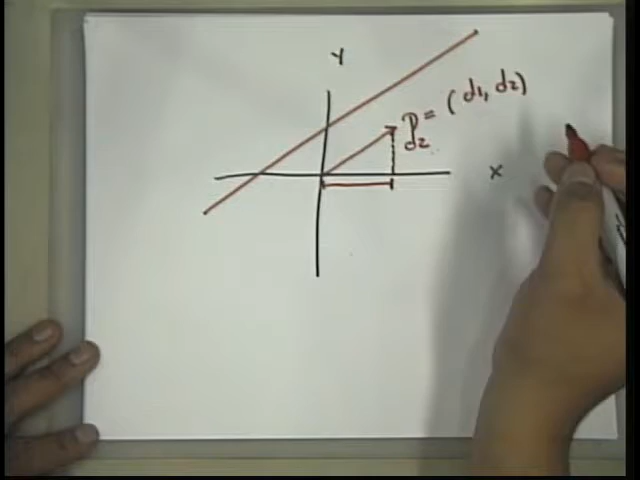 Y
P = (d1, d2)
d2
X